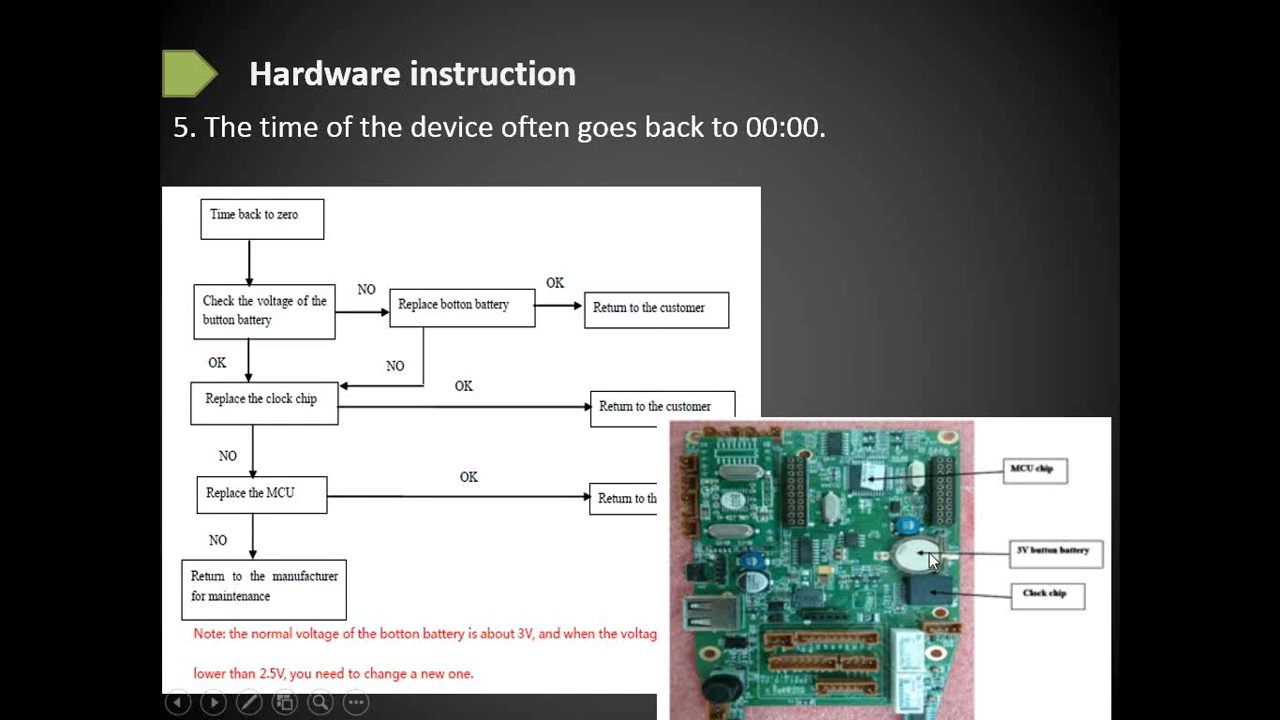 Hardware instruction
5. The time of the device often goes back to 00:00.
Time back to zero
Check the voltage of the
button battery
NO
Replace botton battery
OK
Return to the customer
OK
NO
Replace the clock chip
OK
Return to the customer
NO
Replace the MCU
OK
Return to the
NO
Return to the manufacturer
for maintenance
Note: the normal voltage of the botton battery is about 3V, and when the voltag
lower than 2.5V, you need to change a new one.
MCU chip
3V button battery
Clock chip